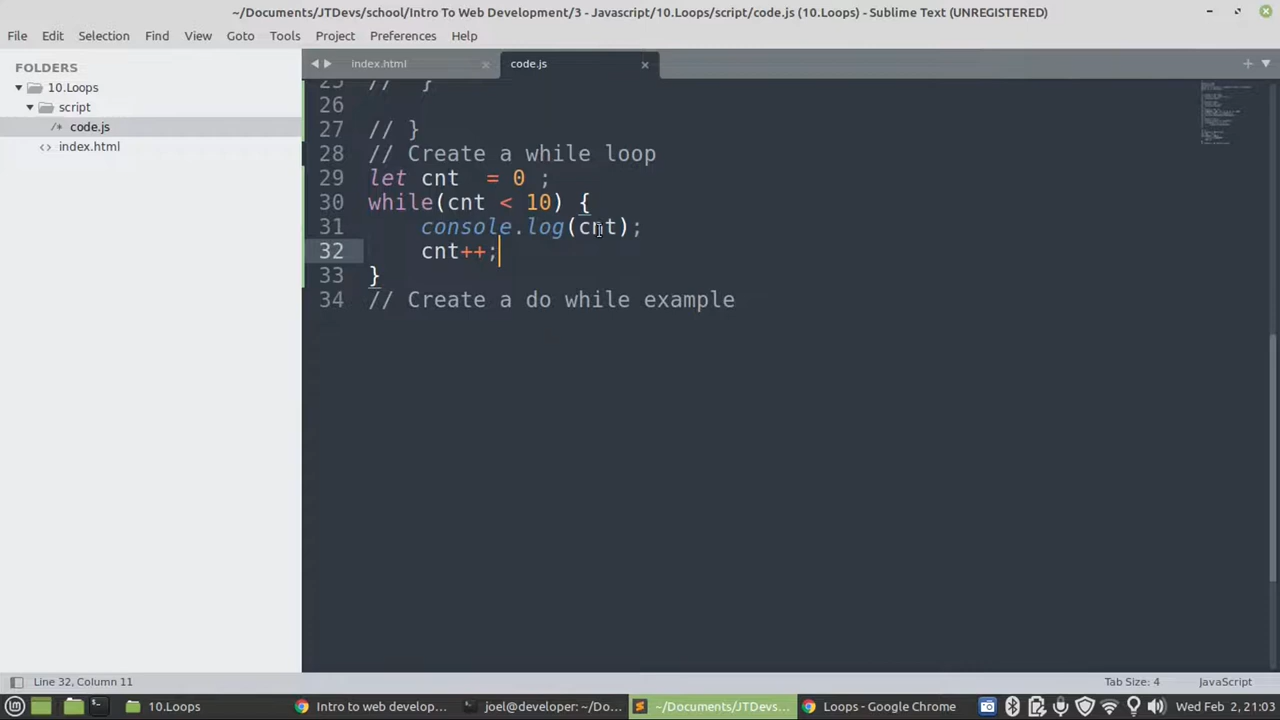 ~/Documents/JTDevs/school/Intro To Web Development/3 - Javascript/10.Loops/script/code.js (10.Loops) - Sublime Text (UNREGISTERED)
File Edit Selection Find View Goto Tools Project Preferences Help
FOLDERS
10.Loops
script
/* code.js
<> index.html
index.html
code.js
25 // }
26
27 // }
28 // Create a while loop
29 let cnt = 0 ;
30 while(cnt < 10) {
31 console.log(cnt);
32 cnt++;
33 }
34 // Create a do while example
Line 32, Column 11
Tab Size: 4
JavaScript
10.Loops
Intro to web develop...
joel@developer: ~/Do...
~/Documents/JTDevs...
Loops - Google Chrome
Wed Feb 2, 21:03